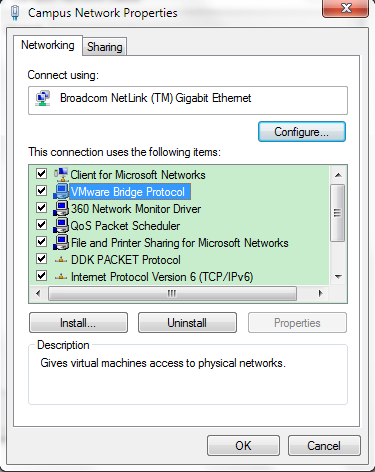 Campus Network Properties
Networking
Sharing
Connect using:
Broadcom NetLink (TM) Gigabit Ethernet
Configure...
This connection uses the following items:
Client for Microsoft Networks
VMware Bridge Protocol
360 Network Monitor Driver
QoS Packet Scheduler
File and Printer Sharing for Microsoft Networks
DDK PACKET Protocol
Internet Protocol Version 6 (TCP/IPv6)
Install...
Uninstall
Properties
Description
Gives virtual machines access to physical networks.
OK
Cancel